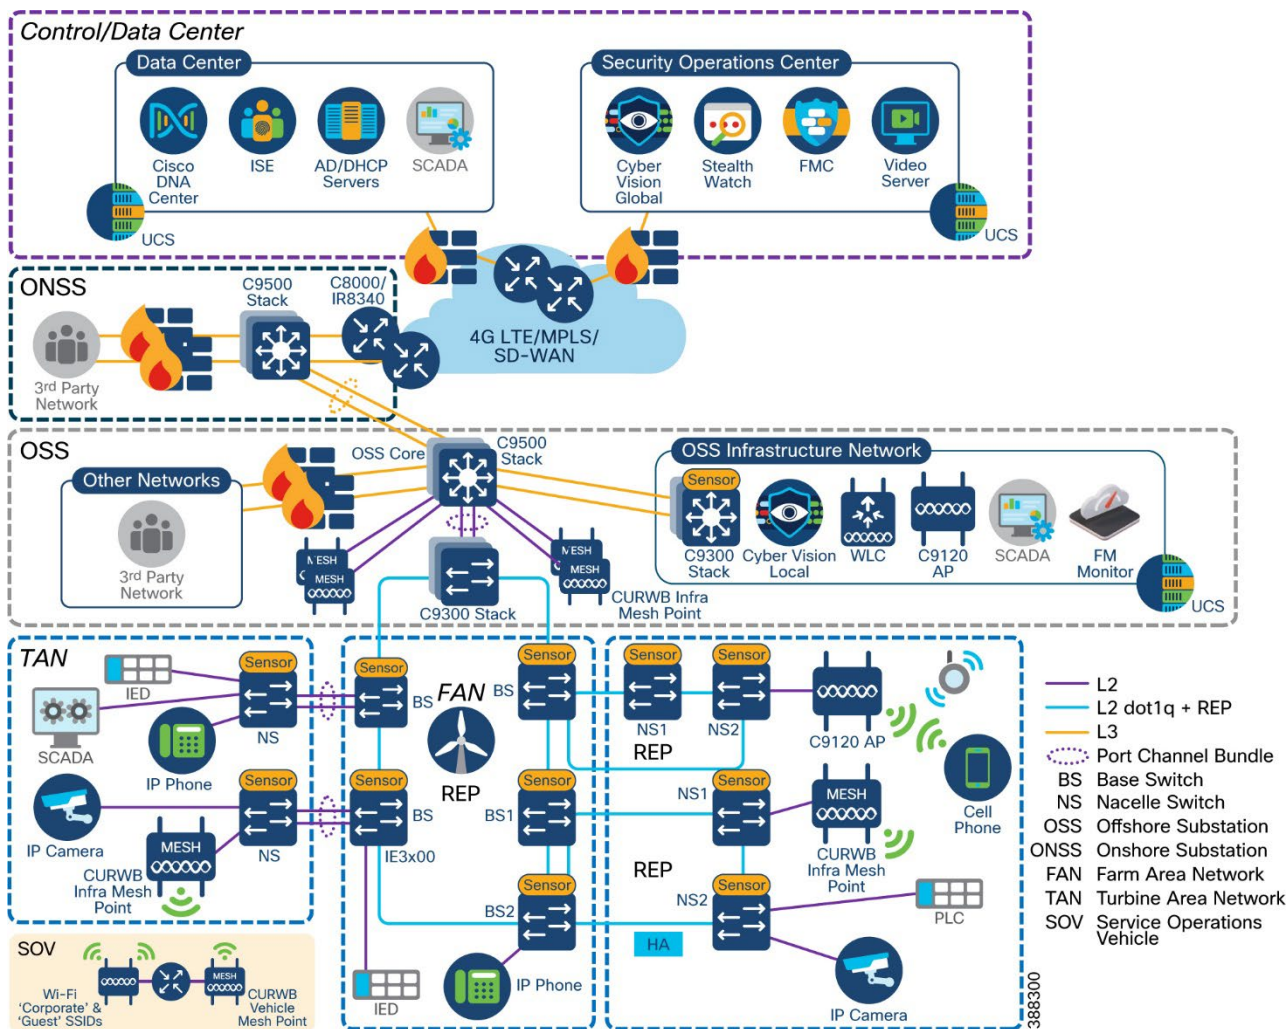 Control/Data Center
Data Center
Cisco
DNA
Center
ISE
AD/DHCP
Servers
SCADA
UCS
Security Operations Center
Cyber
Vision
Global
Stealth
Watch
FMC
Video
Server
UCS
ONSS
3rd Party
Network
C9500
Stack
C8000/
IR8340
4G LTE/MPLS/
SD-WAN
OSS
Other Networks
3rd Party
Network
OSS Core
C9500
Stack
MESH
MESH
C9300 Stack
MESH
MESH
CURWB Infra
Mesh Point
OSS Infrastructure Network
Sensor
C9300
Stack
Cyber Vision
Local
WLC
C9120
AP
SCADA
FM
Monitor
UCS
TAN
IED
SCADA
IP Phone
Sensor
NS
IP Camera
MESH
CURWB
Infra Mesh
Point
Sensor
NS
FAN
REP
Sensor
BS
Sensor
BS
IE3x00
IED
Sensor
BS
Sensor
BS1
Sensor
BS2
IP Phone
Sensor
NS1
Sensor
NS2
REP
C9120 AP
Cell
Phone
Sensor
NS1
MESH
CURWB
Infra Mesh
Point
REP
Sensor
NS2
HA
PLC
IP Camera
SOV
Wi-Fi
'Corporate' &
'Guest' SSIDs
MESH
CURWB
Vehicle
Mesh Point
L2
L2 dot1q + REP
L3
Port Channel Bundle
BS Base Switch
NS Nacelle Switch
OSS Offshore Substation
ONSS Onshore Substation
FAN Farm Area Network
TAN Turbine Area Network
SOV Service Operations
Vehicle
388300